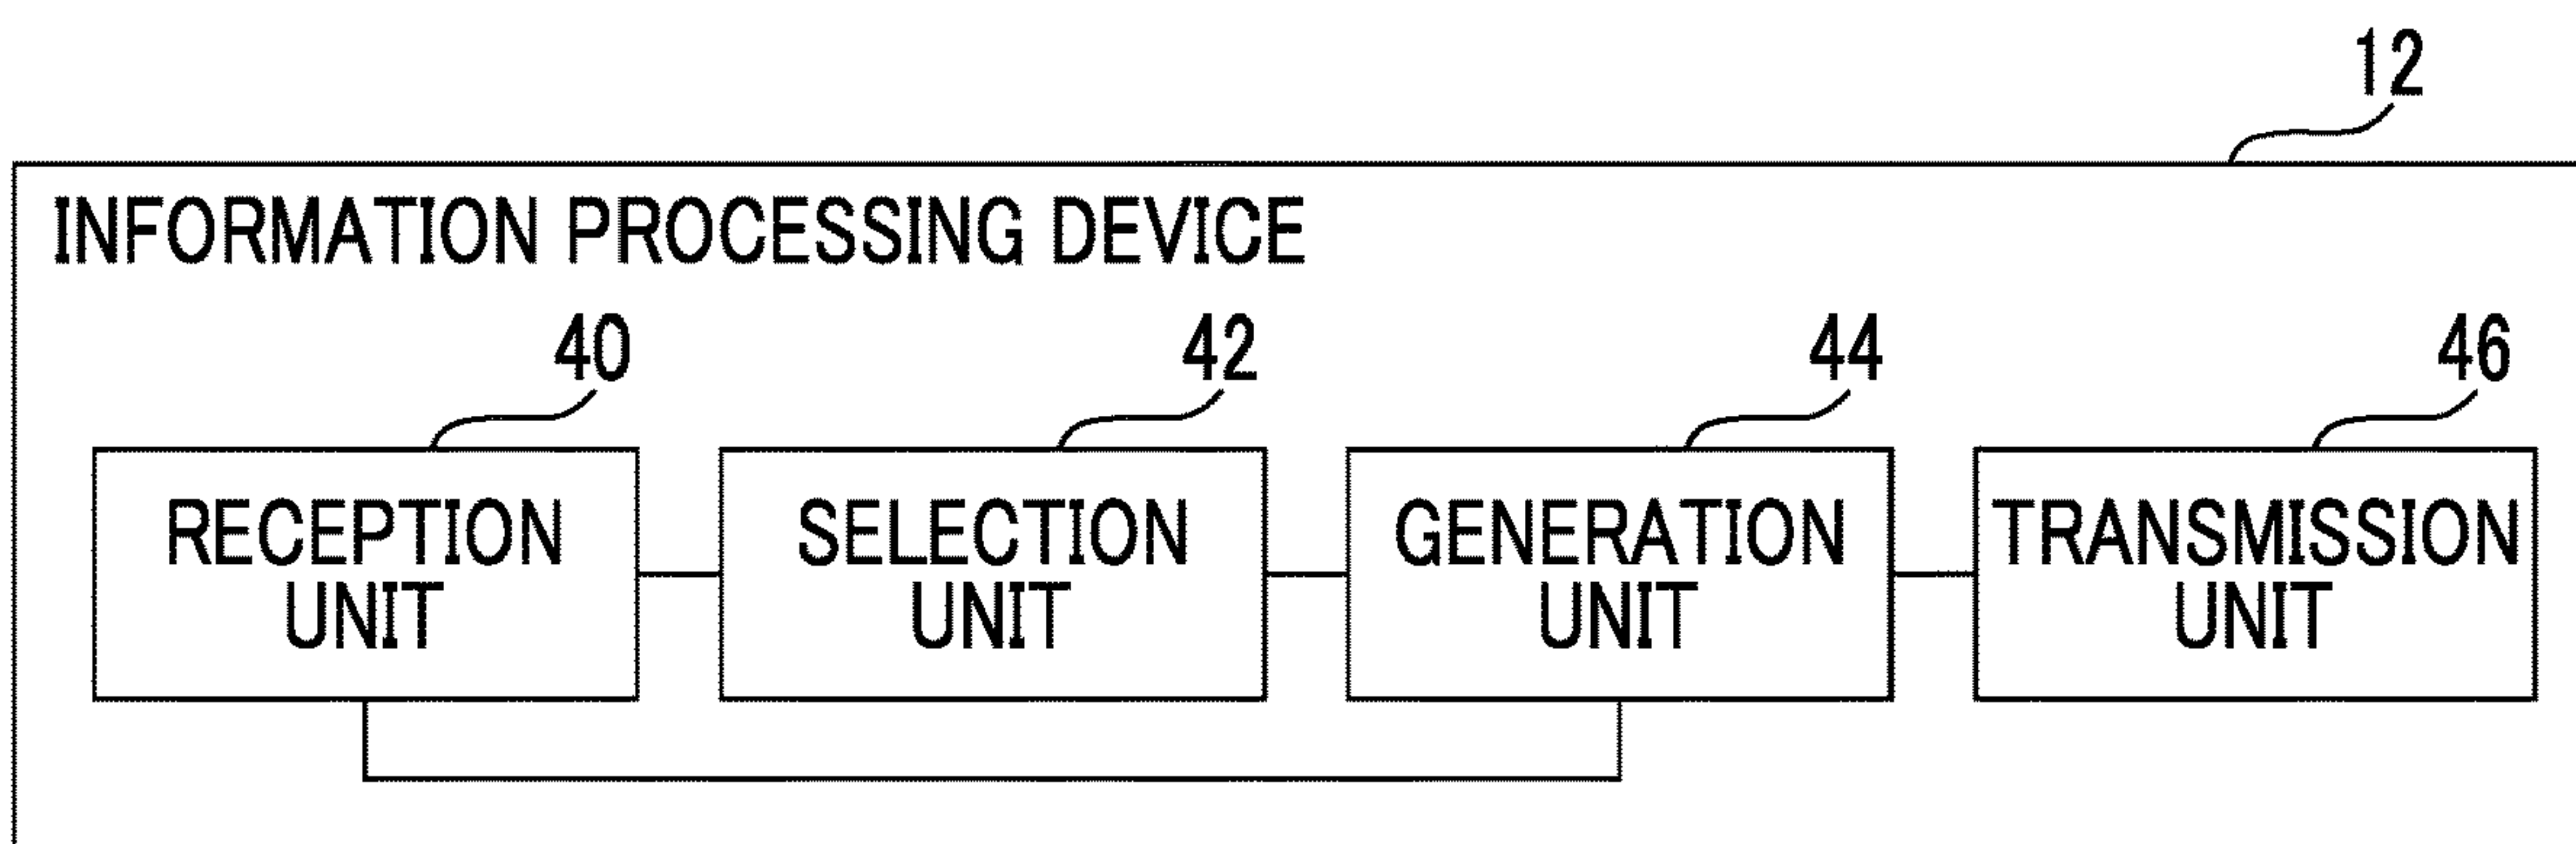 12
INFORMATION PROCESSING DEVICE
40
42
44
46
RECEPTION
UNIT
SELECTION
UNIT
GENERATION
UNIT
TRANSMISSION
UNIT